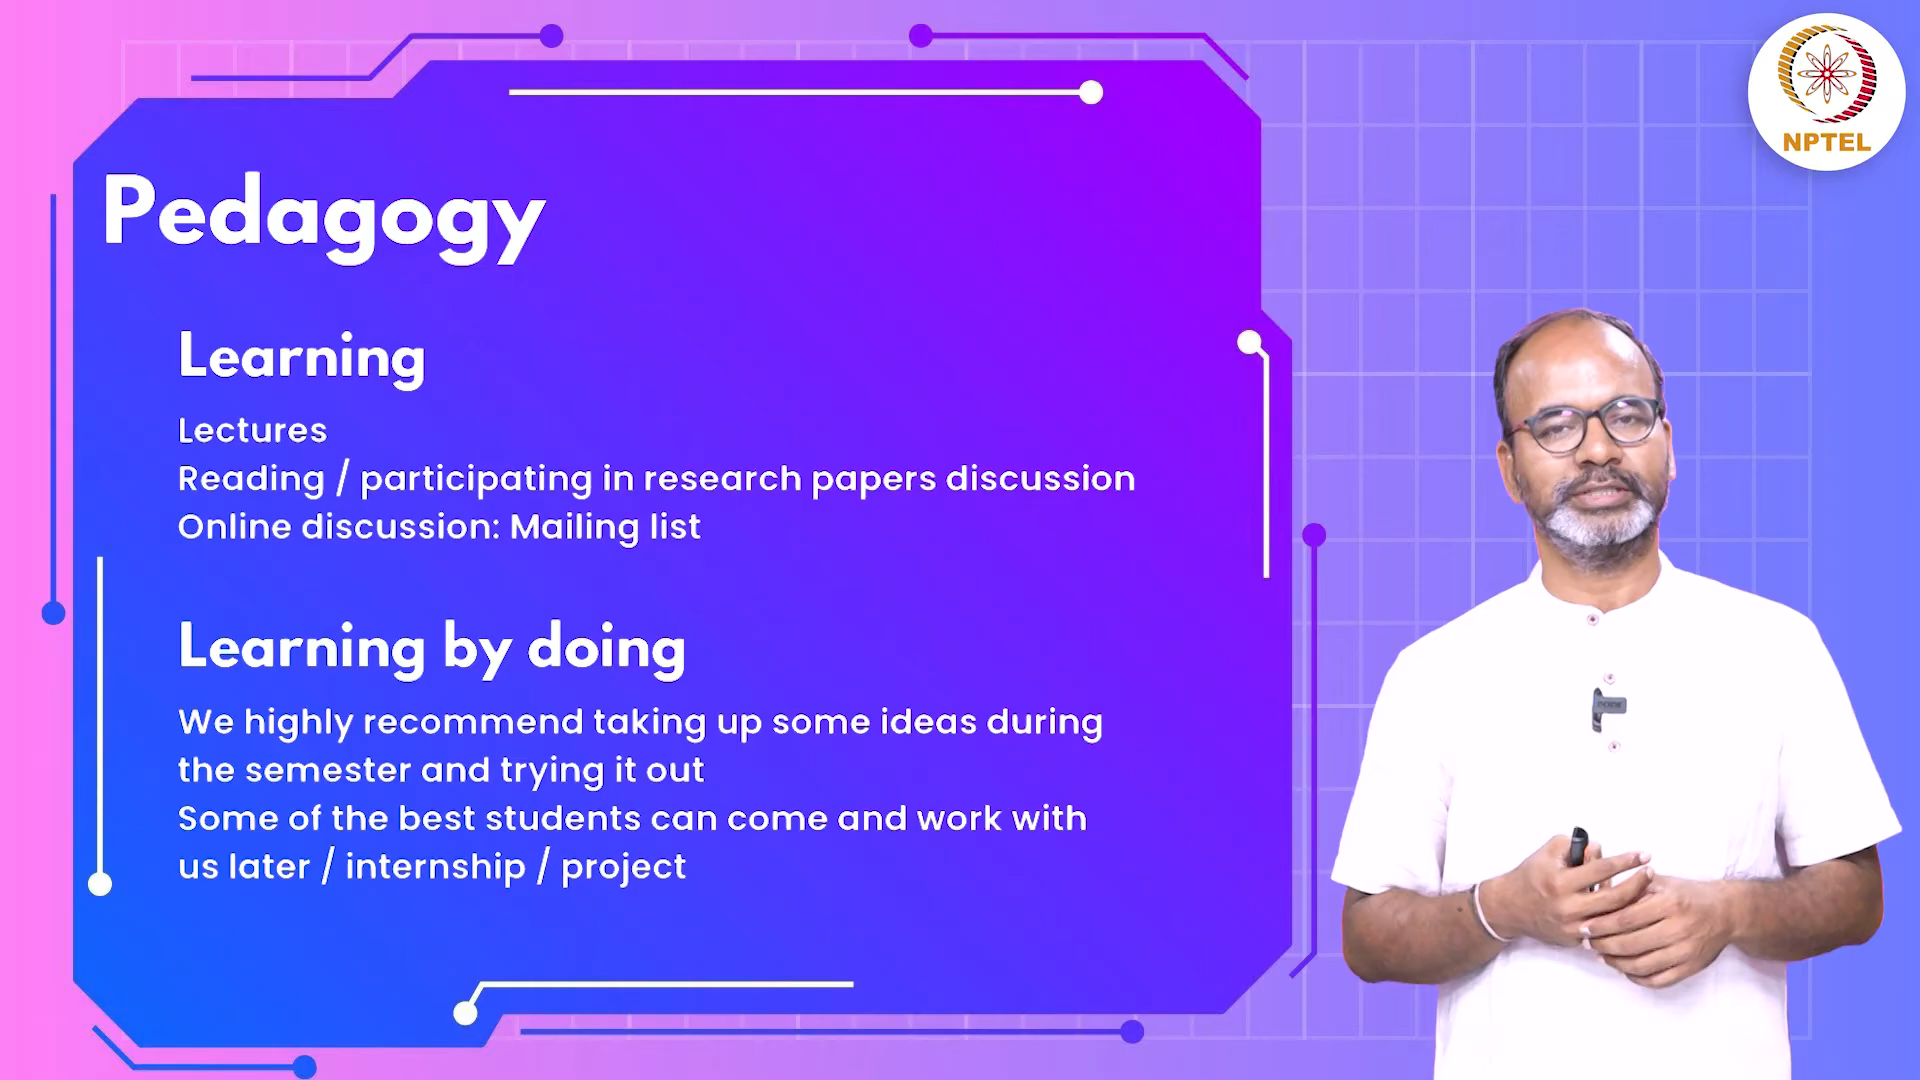 Pedagogy
Learning
Lectures
Reading / participating in research papers discussion
Online discussion: Mailing list
Learning by doing
We highly recommend taking up some ideas during
the semester and trying it out
Some of the best students can come and work with
us later / internship / project
NPTEL